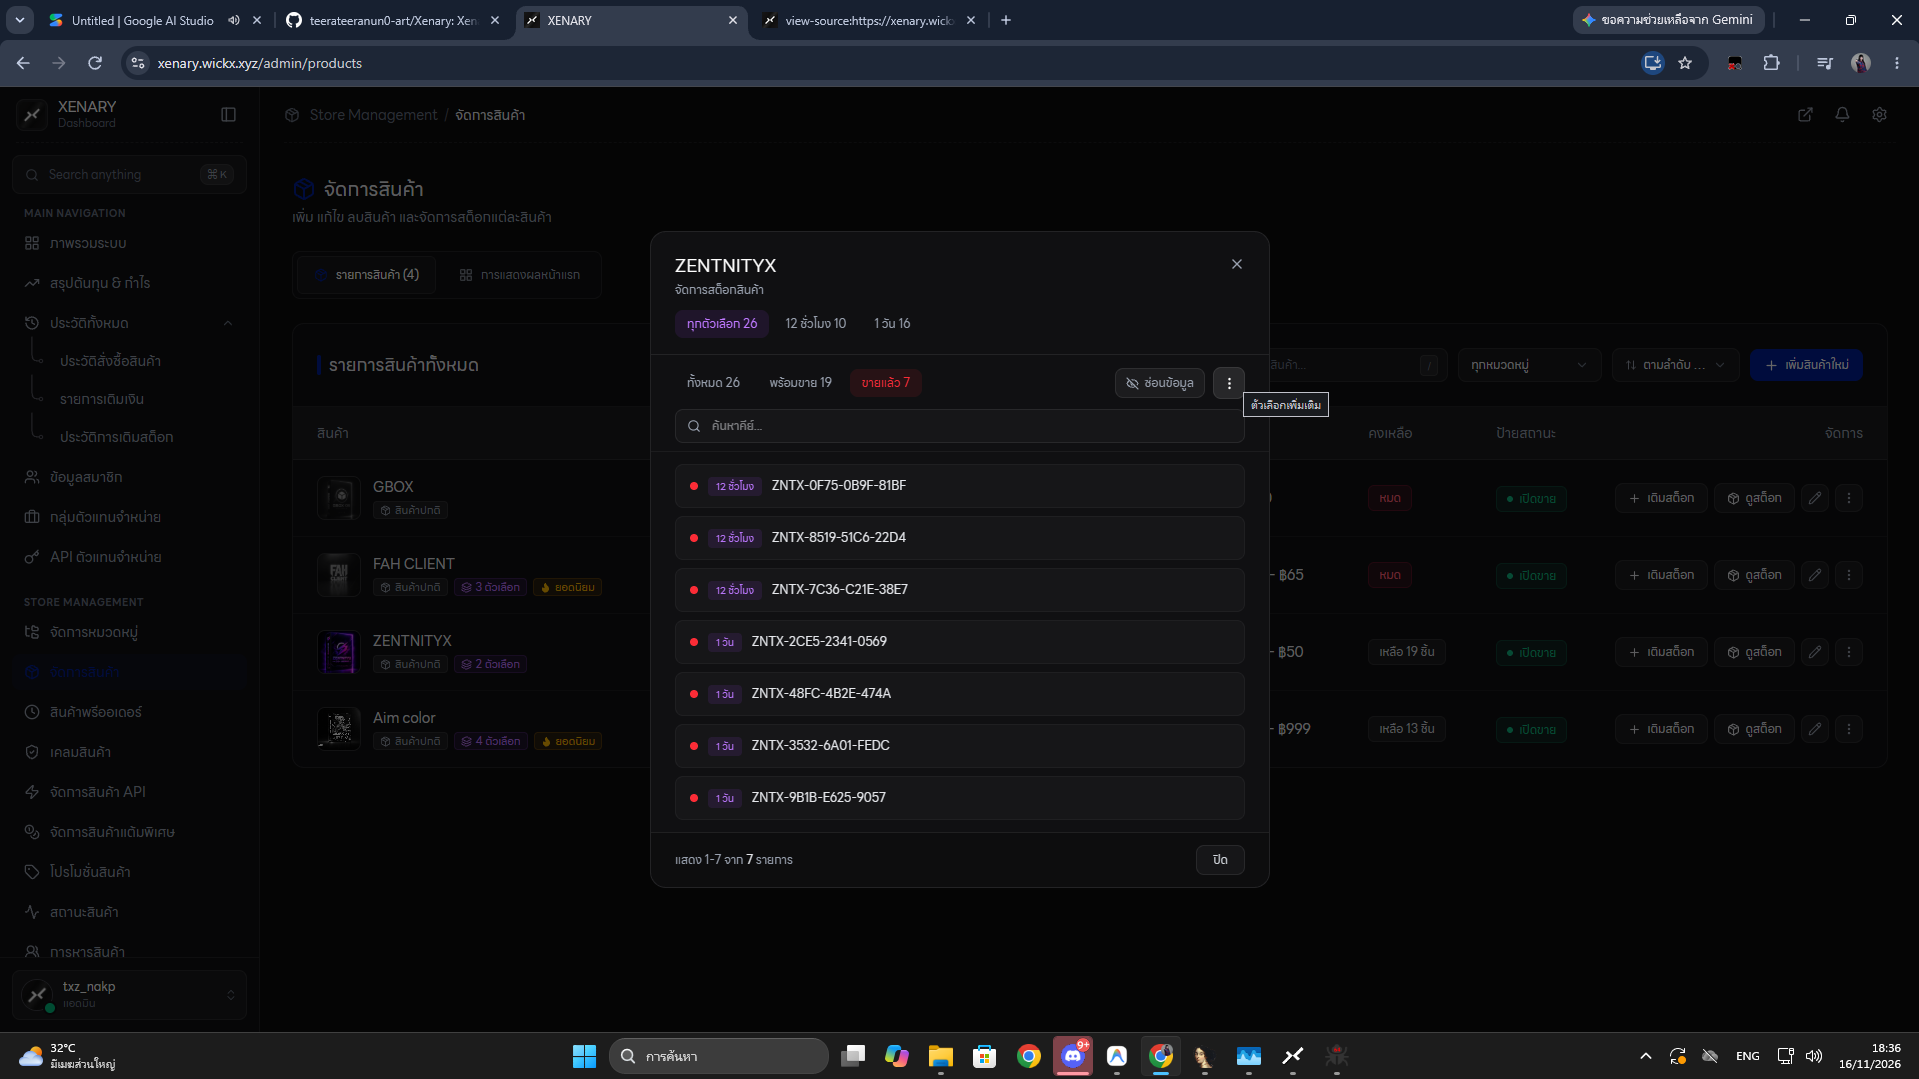 Untitled | Google AI Studio
teerateeranun0-art/Xenary: Xen
XENARY
view-source:https://xenary.wick
ขอความช่วยเหลือจาก Gemini
xenary.wickx.xyz/admin/products
XENARY
Dashboard
Search anything
⌘ K
MAIN NAVIGATION
ภาพรวมระบบ
สรุปต้นทุน & กำไร
ประวัติทั้งหมด
ประวัติสั่งซื้อสินค้า
รายการเติมเงิน
ประวัติการเติมสต็อก
ข้อมูลสมาชิก
กลุ่มตัวแทนจำหน่าย
API ตัวแทนจำหน่าย
STORE MANAGEMENT
จัดการหมวดหมู่
จัดการสินค้า
สินค้าพรีออเดอร์
เคลมสินค้า
จัดการสินค้า API
จัดการสินค้าแต้มพิเศษ
โปรโมชั่นสินค้า
สถานะสินค้า
การหารสินค้า
txz_nakp
แอดมิน
Store Management / จัดการสินค้า
จัดการสินค้า
เพิ่ม แก้ไข ลบสินค้า และจัดการสต็อกแต่ละสินค้า
รายการสินค้า (4)
การแสดงผลหน้าแรก
รายการสินค้าทั้งหมด
สินค้า...
/
ทุกหมวดหมู่
ตามลำดับ ...
+ เพิ่มสินค้าใหม่
สินค้า
คงเหลือ
ป้ายสถานะ
จัดการ
GBOX
สินค้าปกติ
หมด
เปิดขาย
+ เติมสต็อก
ดูสต็อก
FAH CLIENT
สินค้าปกติ
3 ตัวเลือก
ยอดนิยม
- ฿65
หมด
เปิดขาย
+ เติมสต็อก
ดูสต็อก
ZENTNITYX
สินค้าปกติ
2 ตัวเลือก
- ฿50
เหลือ 19 ชิ้น
เปิดขาย
+ เติมสต็อก
ดูสต็อก
Aim color
สินค้าปกติ
4 ตัวเลือก
ยอดนิยม
- ฿999
เหลือ 13 ชิ้น
เปิดขาย
+ เติมสต็อก
ดูสต็อก
ZENTNITYX
จัดการสต็อกสินค้า
ทุกตัวเลือก 26
12 ชั่วโมง 10
1 วัน 16
ทั้งหมด 26
พร้อมขาย 19
ขายแล้ว 7
ซ่อนข้อมูล
ตัวเลือกเพิ่มเติม
ค้นหาคีย์...
12 ชั่วโมง ZNTX-0F75-0B9F-81BF
12 ชั่วโมง ZNTX-8519-51C6-22D4
12 ชั่วโมง ZNTX-7C36-C21E-38E7
1 วัน ZNTX-2CE5-2341-0569
1 วัน ZNTX-48FC-4B2E-474A
1 วัน ZNTX-3532-6A01-FEDC
1 วัน ZNTX-9B1B-E625-9057
แสดง 1-7 จาก 7 รายการ
ปิด
32°C
มีเมฆส่วนใหญ่
การค้นหา
9+
ENG
18:36
16/11/2026